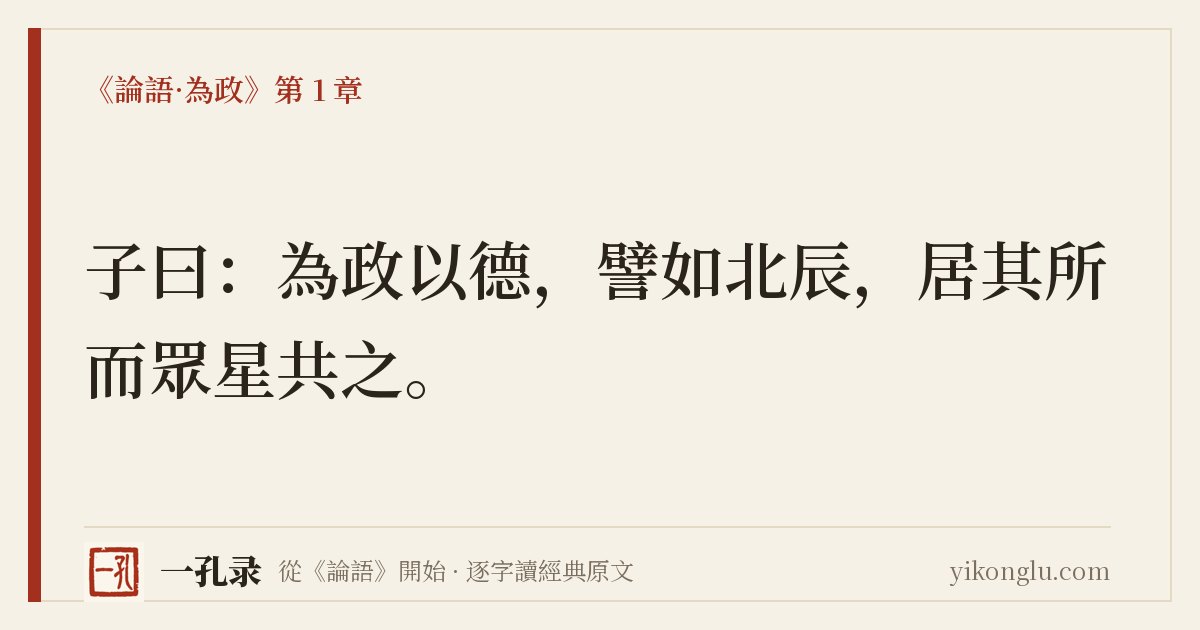 《論語·為政》第 1 章
子曰：為政以德，譬如北辰，居其所
而眾星共之。
一孔
一孔录 從《論語》開始 · 逐字讀經典原文 yikonglu.com